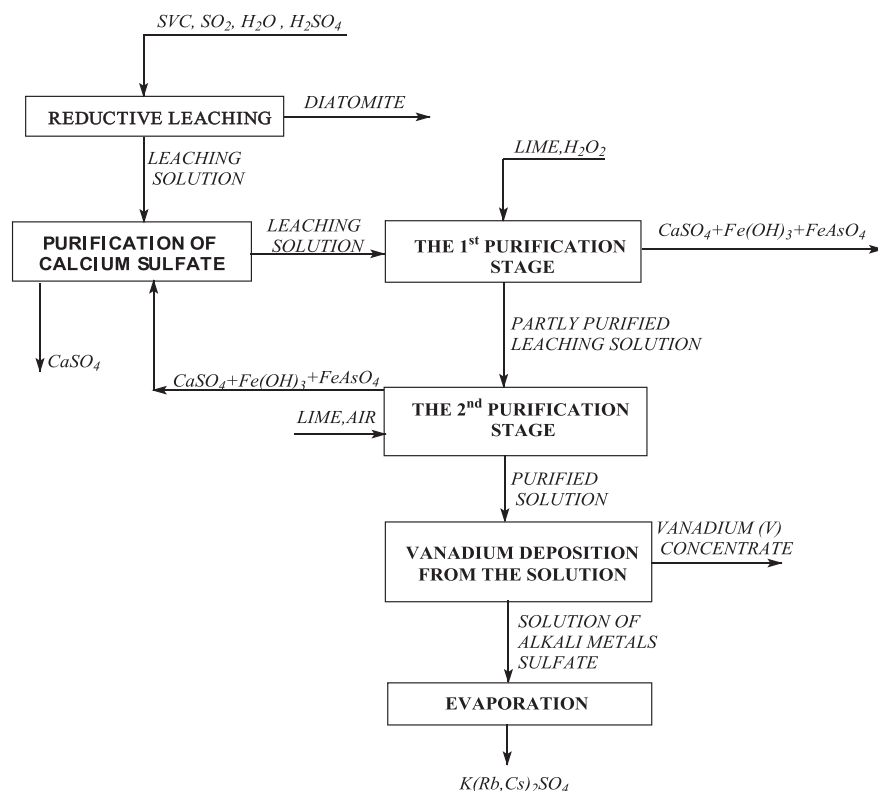 SVC, SO2, H2O , H2SO4
REDUCTIVE LEACHING
DIATOMITE
LEACHING
SOLUTION
LIME,H2O2
PURIFICATION OF
CALCIUM SULFATE
LEACHING
SOLUTION
THE 1st PURIFICATION
STAGE
CaSO4+Fe(OH)3+FeAsO4
PARTLY PURIFIED
LEACHING SOLUTION
CaSO4
CaSO4+Fe(OH)3+FeAsO4
LIME,AIR
THE 2nd PURIFICATION
STAGE
PURIFIED
SOLUTION
VANADIUM DEPOSITION
FROM THE SOLUTION
VANADIUM (V)
CONCENTRATE
SOLUTION OF
ALKALI METALS
SULFATE
EVAPORATION
K(Rb,Cs)2SO4